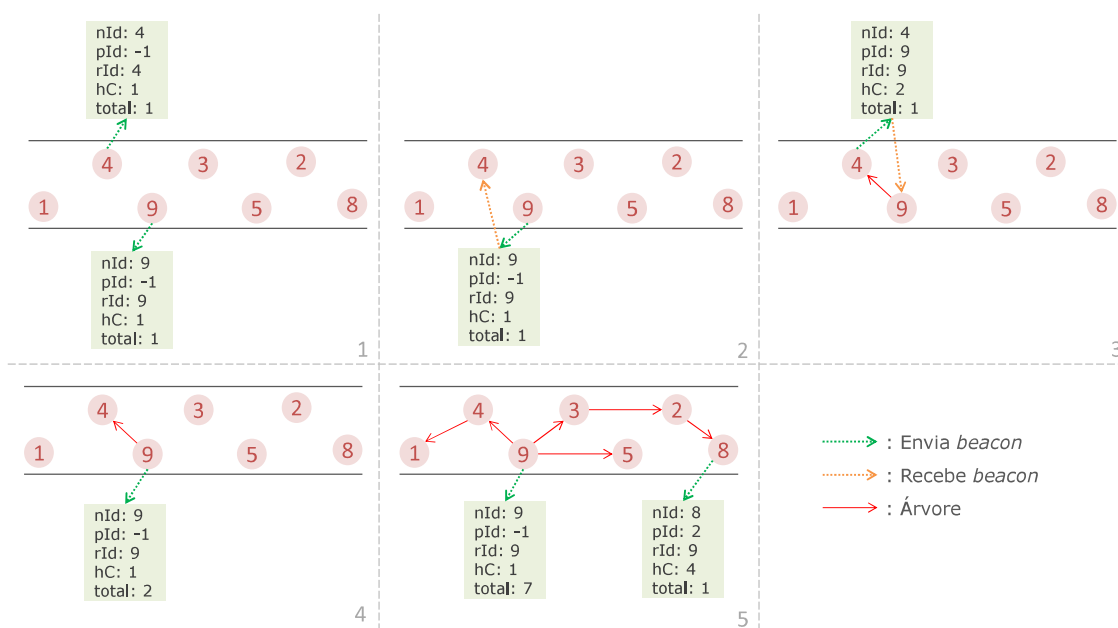 nId: 4
pId: -1
rId: 4
hC: 1
total: 1
4
3
2
1
9
5
8
nId: 9
pId: -1
rId: 9
hC: 1
total: 1
1
4
3
2
1
9
5
8
nId: 9
pId: -1
rId: 9
hC: 1
total: 1
2
nId: 4
pId: 9
rId: 9
hC: 2
total: 1
4
3
2
1
9
5
8
3
4
3
2
1
9
5
8
nId: 9
pId: -1
rId: 9
hC: 1
total: 2
4
4
3
2
1
9
5
8
nId: 9
pId: -1
rId: 9
hC: 1
total: 7
nId: 8
pId: 2
rId: 9
hC: 4
total: 1
5
: Envia beacon
: Recebe beacon
: Árvore